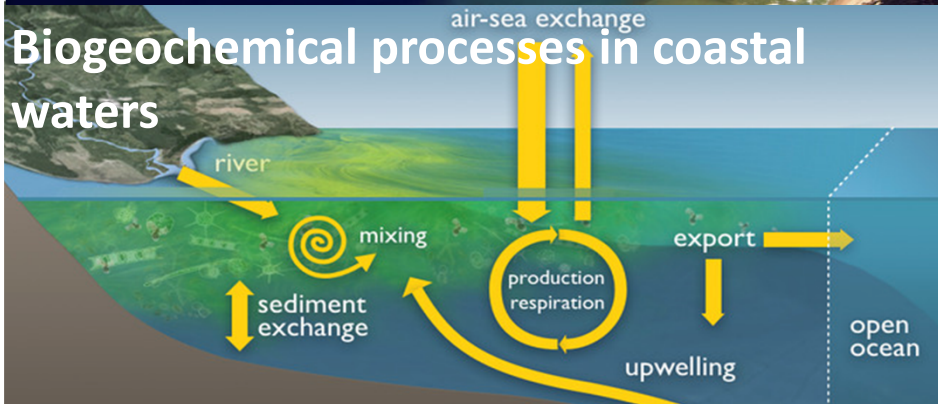 air-sea exchange
Biogeochemical processes in coastal
waters
river
mixing
export
production
respiration
sediment
exchange
open
ocean
upwelling